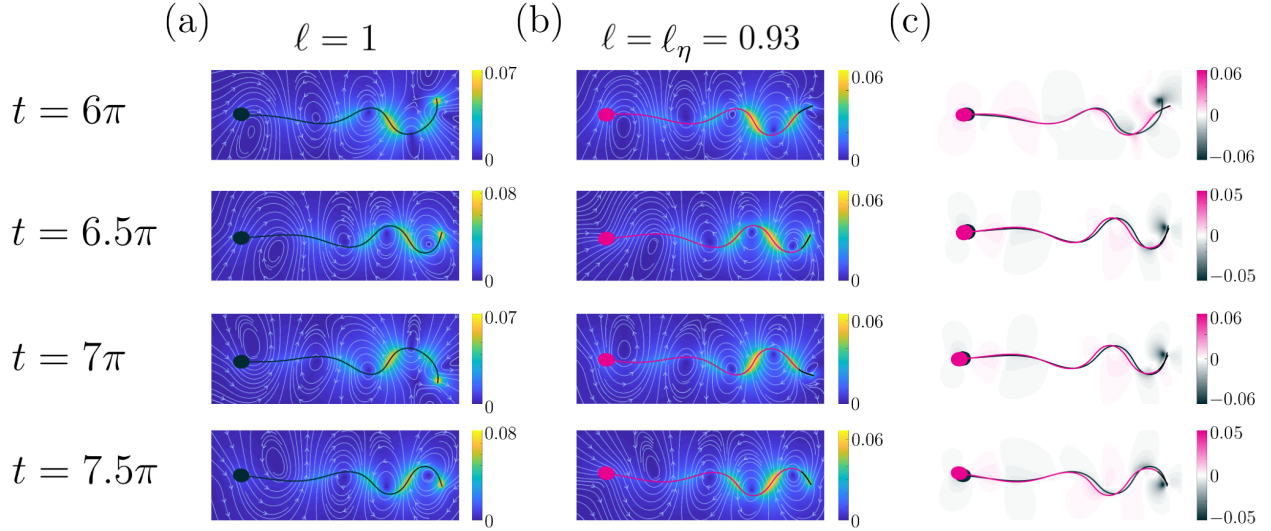 (a) (b) (c)
ℓ = 1 ℓ = ℓη = 0.93
t = 6π 0.07 0 0.06 0 0.06 0 −0.06
t = 6.5π 0.08 0 0.06 0 0.05 0 −0.05
t = 7π 0.07 0 0.06 0 0.06 0 −0.06
t = 7.5π 0.08 0 0.06 0 0.05 0 −0.05